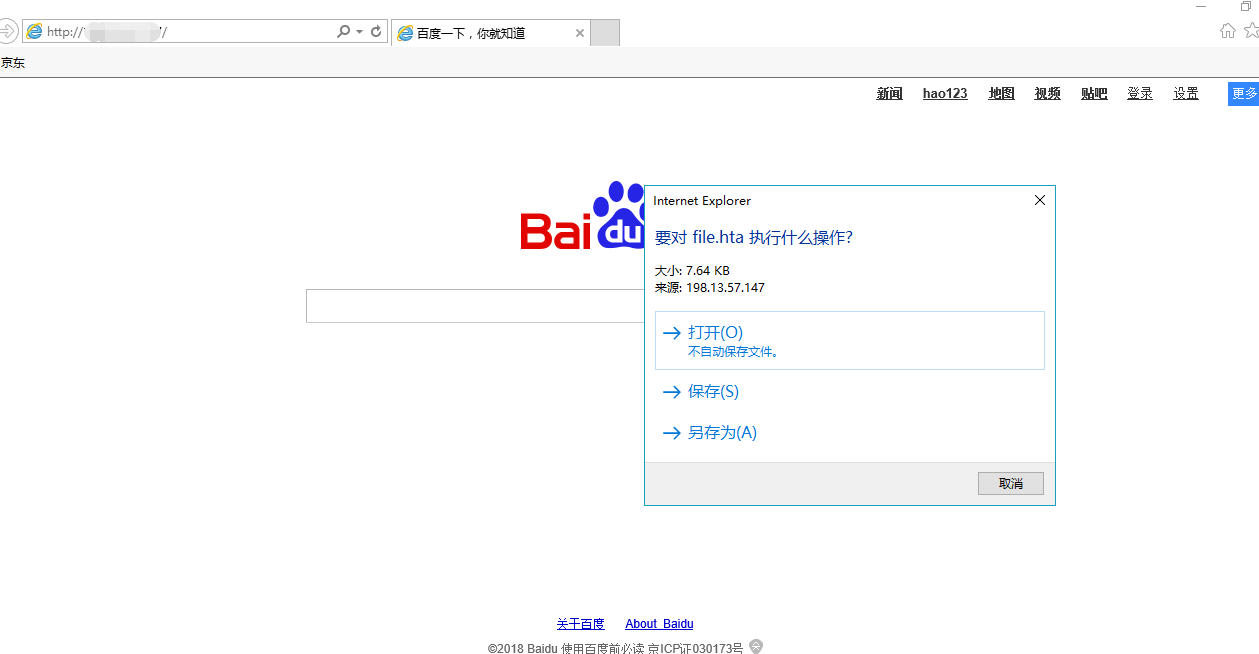 http://
/
百度一下，你就知道
京东
新闻 hao123 地图 视频 贴吧 登录 设置 更多
Bai du
Internet Explorer
要对 file.hta 执行什么操作?
大小: 7.64 KB
来源: 198.13.57.147
打开(O)
不自动保存文件。
保存(S)
另存为(A)
取消
关于百度 About Baidu
©2018 Baidu 使用百度前必读 京ICP证030173号